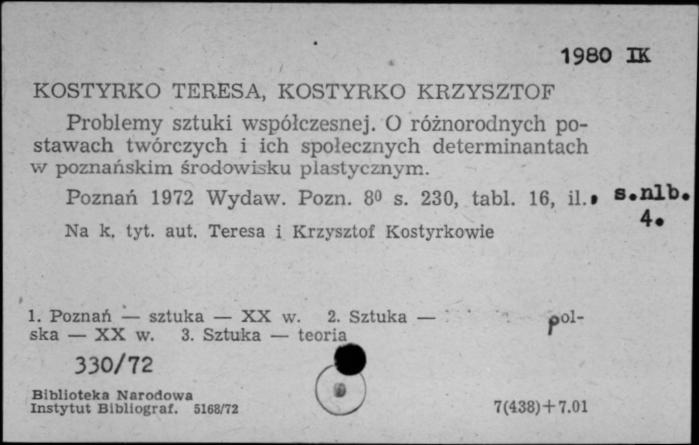 1980 IK
KOSTYRKO TERESA, KOSTYRKO KRZYSZTOF
Problemy sztuki współczesnej. O różnorodnych po-
stawach twórczych i ich społecznych determinantach
w poznańskim środowisku plastycznym.
Poznań 1972 Wydaw. Pozn. 8⁰ s. 230, tabl. 16, il., s.nlb.
4.
Na k. tyt. aut. Teresa i Krzysztof Kostyrkowie
1. Poznań — sztuka — XX w. 2. Sztuka — pol-
ska — XX w. 3. Sztuka — teoria
330/72
Biblioteka Narodowa
Instytut Bibliograf. 5168/72 7(438)+7.01